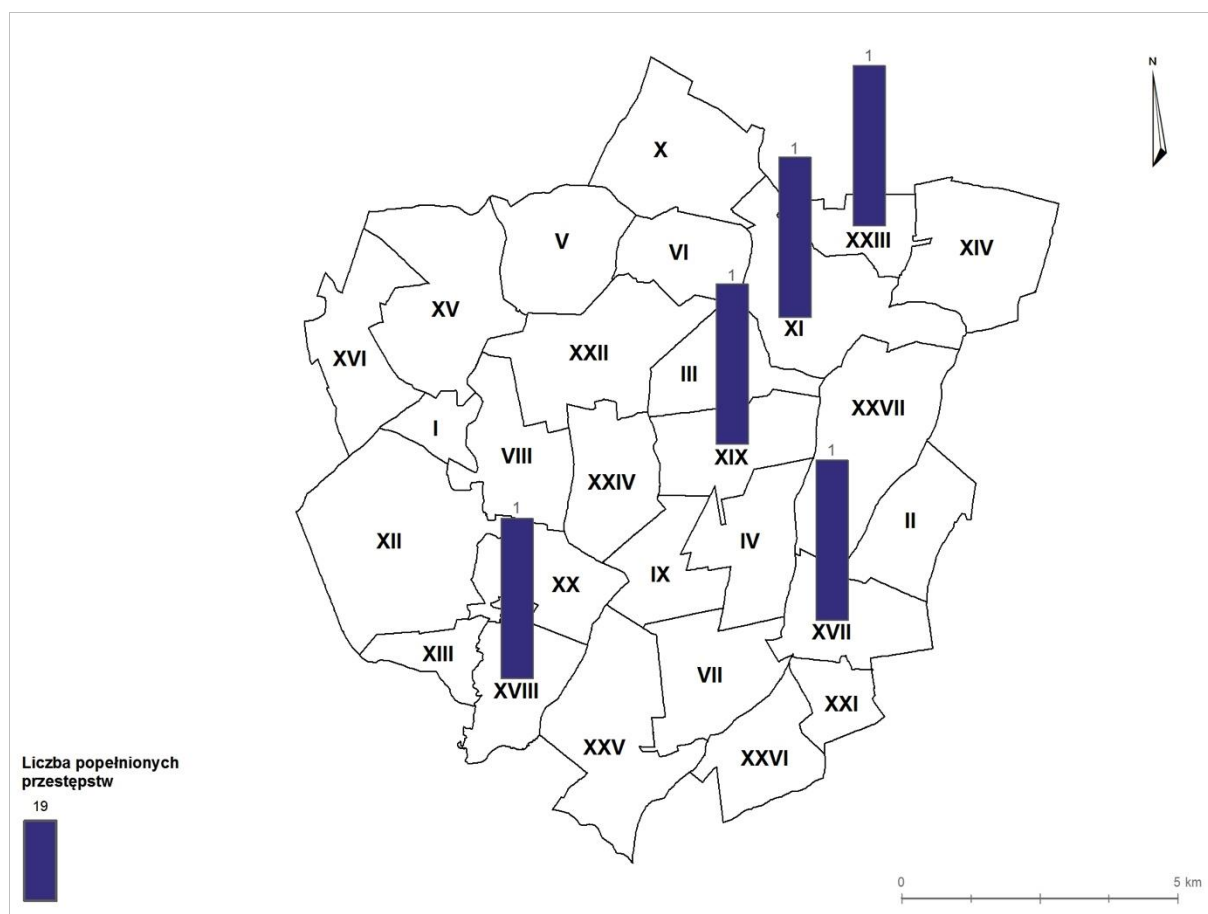 1
N
1
X
1
XXIII
V
VI
XIV
XV
XI
XVI
XXII
III
XXVII
I
VIII
XIX
XXIV
1
II
1
XII
IV
XX
IX
XVII
XIII
VII
XVIII
XXI
XXV
XXVI
Liczba popełnionych
przestępstw
19
0
5 km